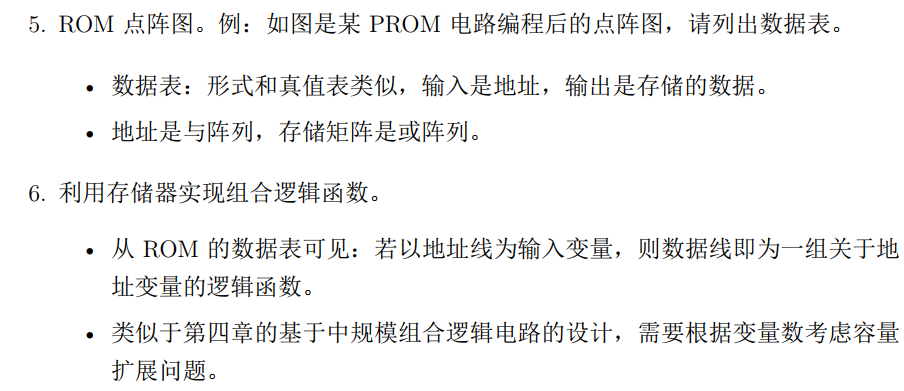 5. ROM 点阵图。例：如图是某 PROM 电路编程后的点阵图，请列出数据表。
• 数据表：形式和真值表类似，输入是地址，输出是存储的数据。
• 地址是与阵列，存储矩阵是或阵列。
6. 利用存储器实现组合逻辑函数。
• 从 ROM 的数据表可见：若以地址线为输入变量，则数据线即为一组关于地
址变量的逻辑函数。
• 类似于第四章的基于中规模组合逻辑电路的设计，需要根据变量数考虑容量
扩展问题。